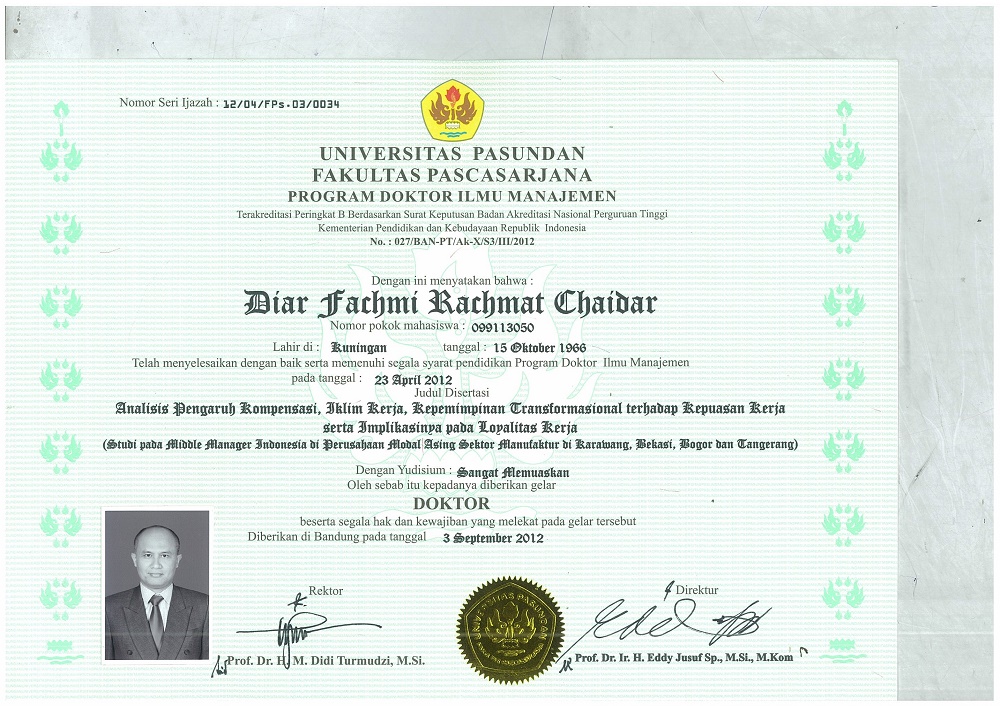 Nomor Seri Ijazah : 12/04/FPs.03/0034
UNIVERSITAS PASUNDAN
FAKULTAS PASCASARJANA
PROGRAM DOKTOR ILMU MANAJEMEN
Terakreditasi Peringkat B Berdasarkan Surat Keputusan Badan Akreditasi Nasional Perguruan Tinggi
Kementerian Pendidikan dan Kebudayaan Republik Indonesia
No. : 027/BAN-PT/Ak-X/S3/III/2012
Dengan ini menyatakan bahwa :
Diar Fachmi Rachmat Chaidar
Nomor pokok mahasiswa : 099113050
Lahir di : Kuningan tanggal : 15 Oktober 1966
Telah menyelesaikan dengan baik serta memenuhi segala syarat pendidikan Program Doktor Ilmu Manajemen
pada tanggal : 23 April 2012
Judul Disertasi
Analisis Pengaruh Kompensasi, Iklim Kerja, Kepemimpinan Transformasional terhadap Kepuasan Kerja
serta Implikasinya pada Loyalitas Kerja
(Studi pada Middle Manager Indonesia di Perusahaan Modal Asing Sektor Manufaktur di Karawang, Bekasi, Bogor dan Tangerang)
Dengan Yudisium : Sangat Memuaskan
Oleh sebab itu kepadanya diberikan gelar
DOKTOR
beserta segala hak dan kewajiban yang melekat pada gelar tersebut
Diberikan di Bandung pada tanggal 3 September 2012
Rektor
Direktur
UNIVERSITAS PASUNDAN
Prof. Dr. H. M. Didi Turmudzi, M.Si.
Prof. Dr. Ir. H. Eddy Jusuf Sp., M.Si., M.Kom